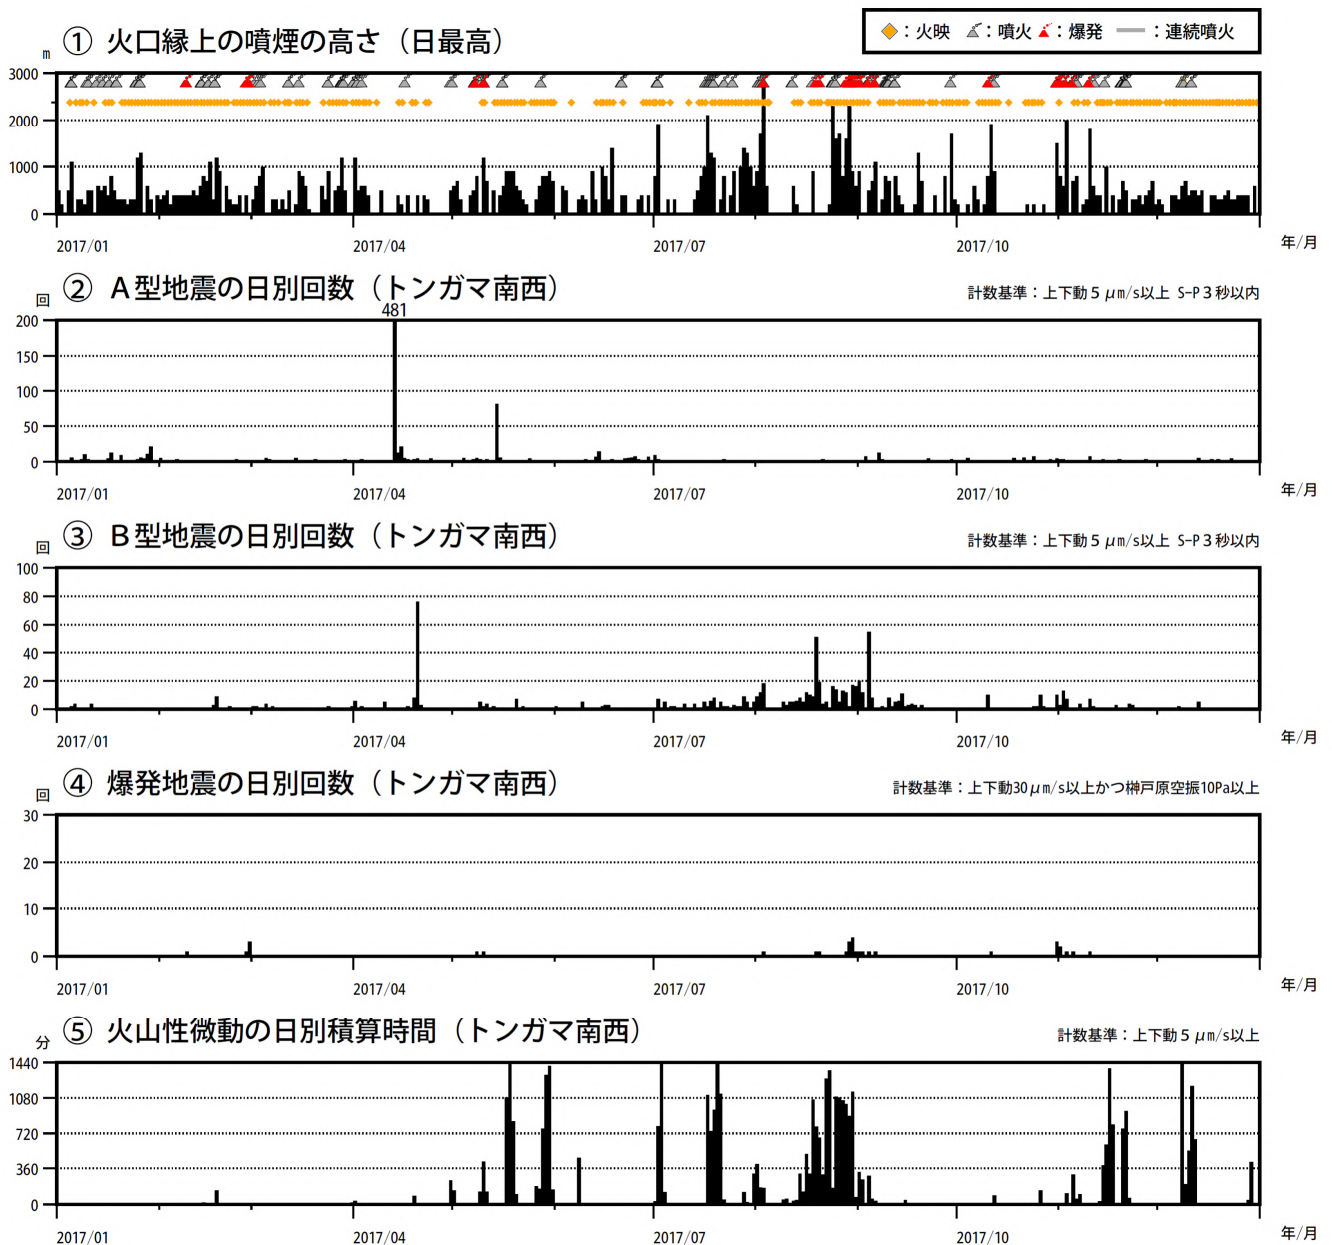 ① 火口縁上の噴煙の高さ（日最高）
：火映 ：噴火 ：爆発 ：連続噴火
m
3000
2000
1000
0
2017/01 2017/04 2017/07 2017/10 年/月
② A型地震の日別回数（トンガマ南西）
計数基準：上下動５μm/s以上 S-P３秒以内
回
481
200
150
100
50
0
2017/01 2017/04 2017/07 2017/10 年/月
③ B型地震の日別回数（トンガマ南西）
計数基準：上下動５μm/s以上 S-P３秒以内
回
100
80
60
40
20
0
2017/01 2017/04 2017/07 2017/10 年/月
④ 爆発地震の日別回数（トンガマ南西）
計数基準：上下動30μm/s以上かつ榊戸原空振10Pa以上
回
30
20
10
0
2017/01 2017/04 2017/07 2017/10 年/月
⑤ 火山性微動の日別積算時間（トンガマ南西）
計数基準：上下動５μm/s以上
分
1440
1080
720
360
0
2017/01 2017/04 2017/07 2017/10 年/月